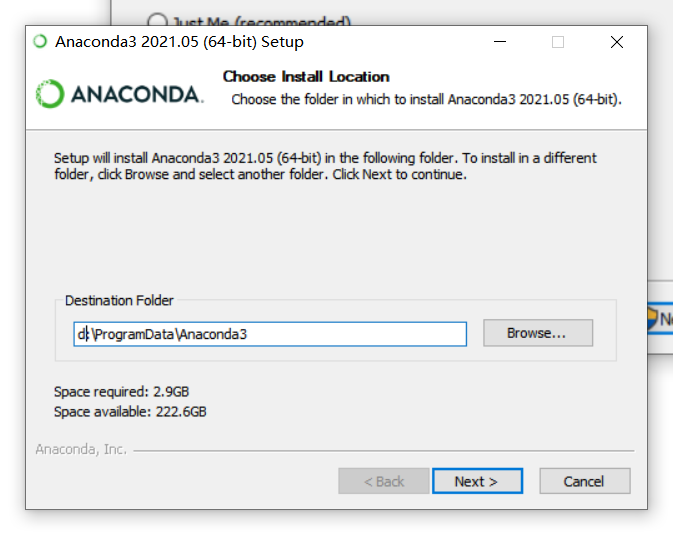 Just Me (recommended)
Anaconda3 2021.05 (64-bit) Setup
ANACONDA.
Choose Install Location
Choose the folder in which to install Anaconda3 2021.05 (64-bit).
Setup will install Anaconda3 2021.05 (64-bit) in the following folder. To install in a different
folder, click Browse and select another folder. Click Next to continue.
Destination Folder
d:\ProgramData\Anaconda3
Browse...
Space required: 2.9GB
Space available: 222.6GB
Anaconda, Inc.
< Back
Next >
Cancel